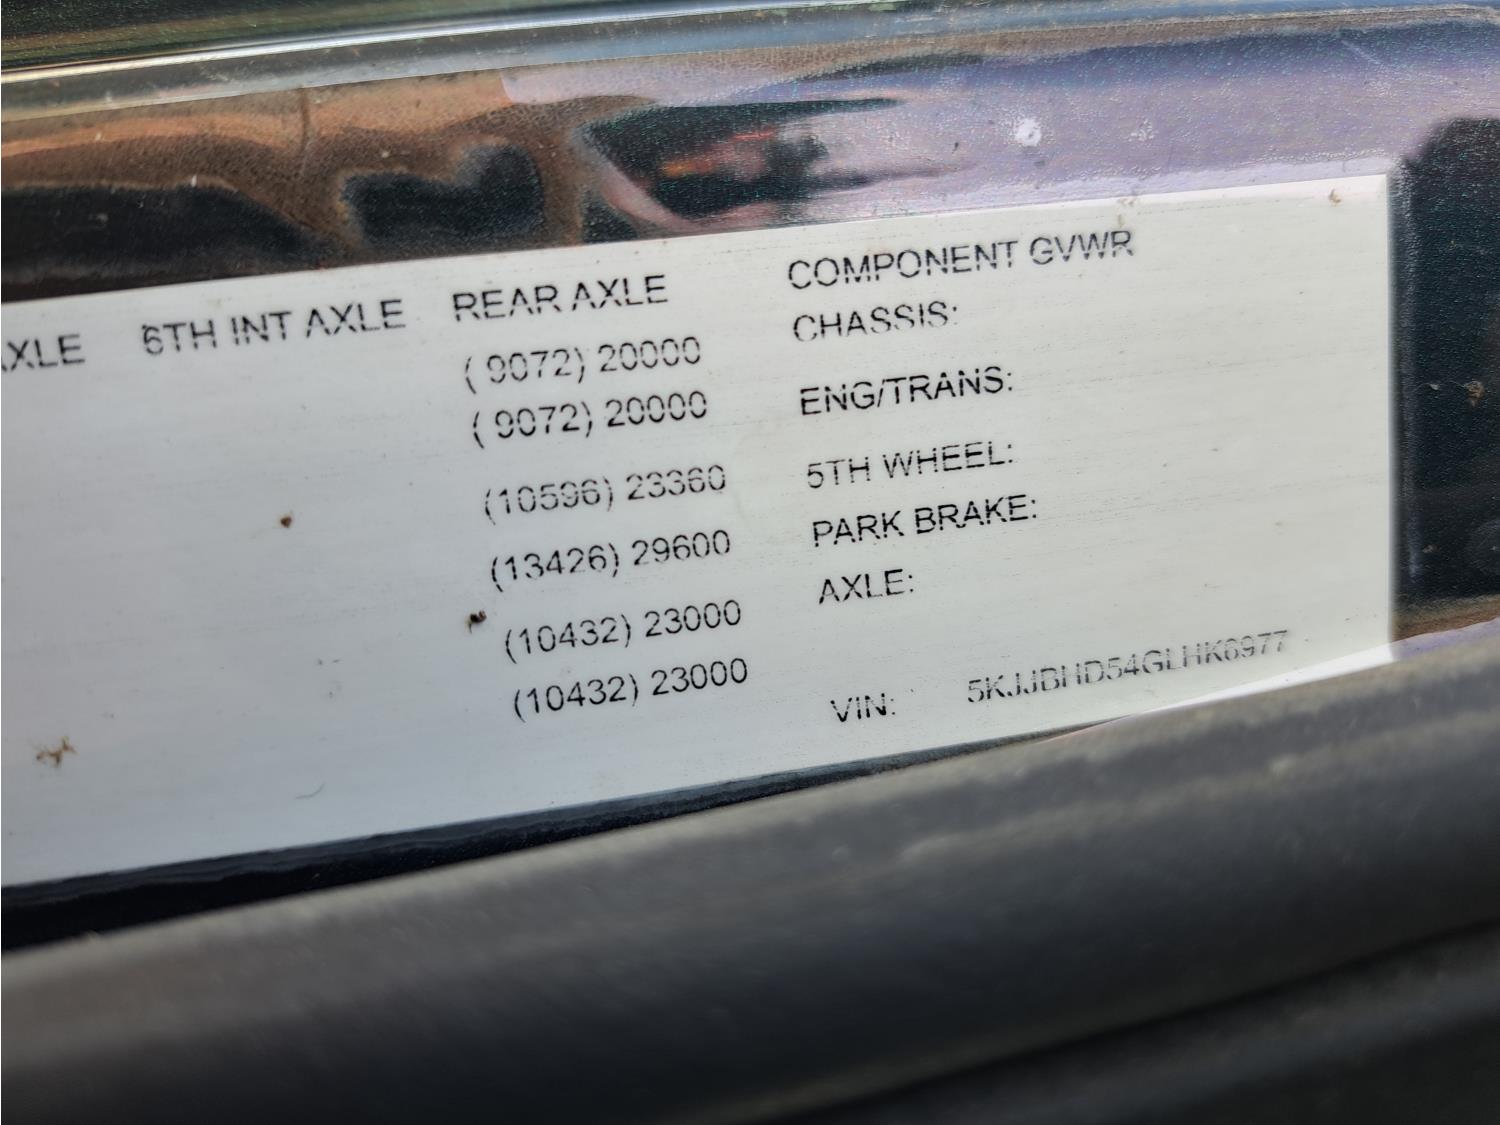 AXLE 6TH INT AXLE REAR AXLE COMPONENT GVWR
( 9072) 20000 CHASSIS:
( 9072) 20000 ENG/TRANS:
(10596) 23360 5TH WHEEL:
(13426) 29600 PARK BRAKE:
(10432) 23000 AXLE:
(10432) 23000
VIN: 5KJJBHD54GLHK6977